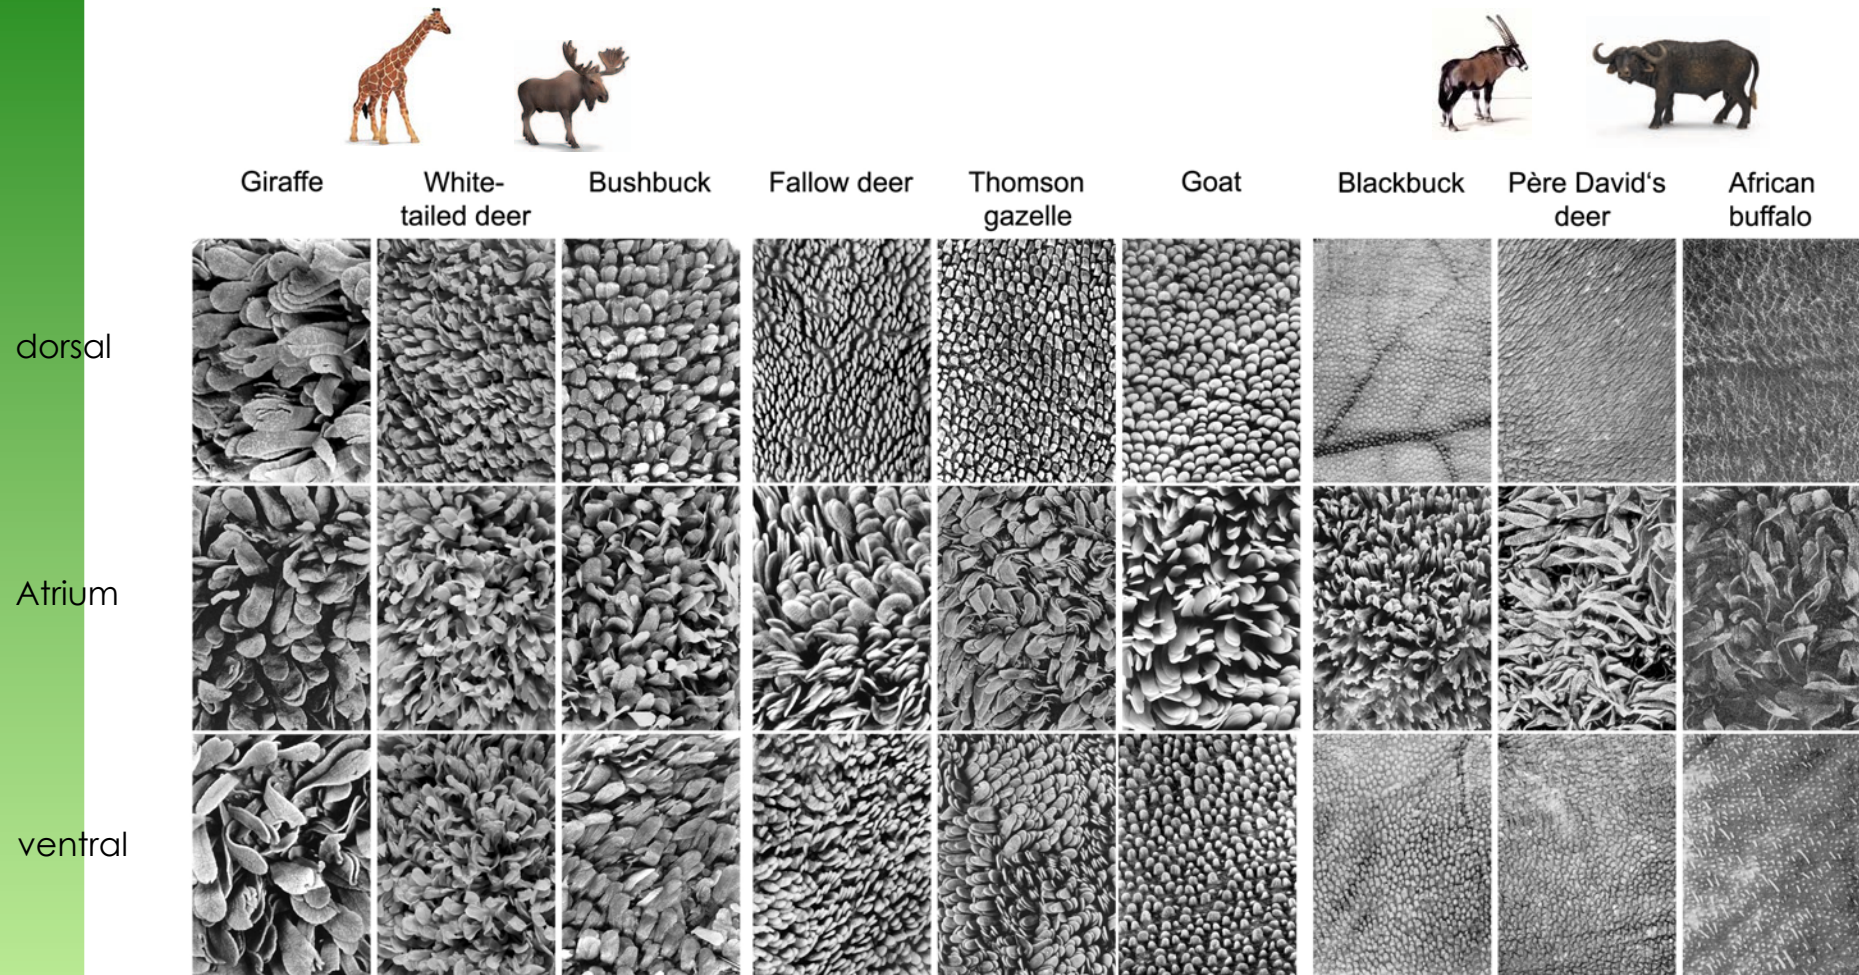 Giraffe
White-
tailed deer
Bushbuck
Fallow deer
Thomson
gazelle
Goat
Blackbuck
Père David‘s
deer
African
buffalo
dorsal
Atrium
ventral